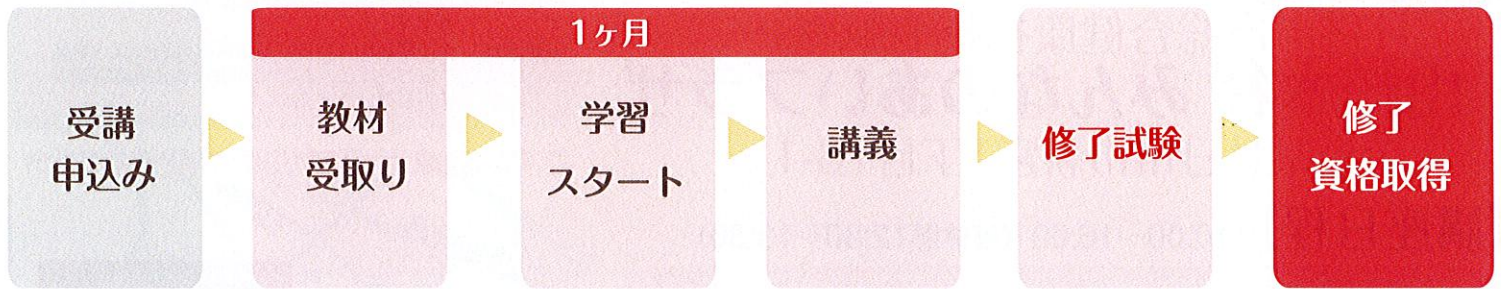 1ヶ月
受講
申込み
教材
受取り
学習
スタート
講義
修了試験
修了
資格取得